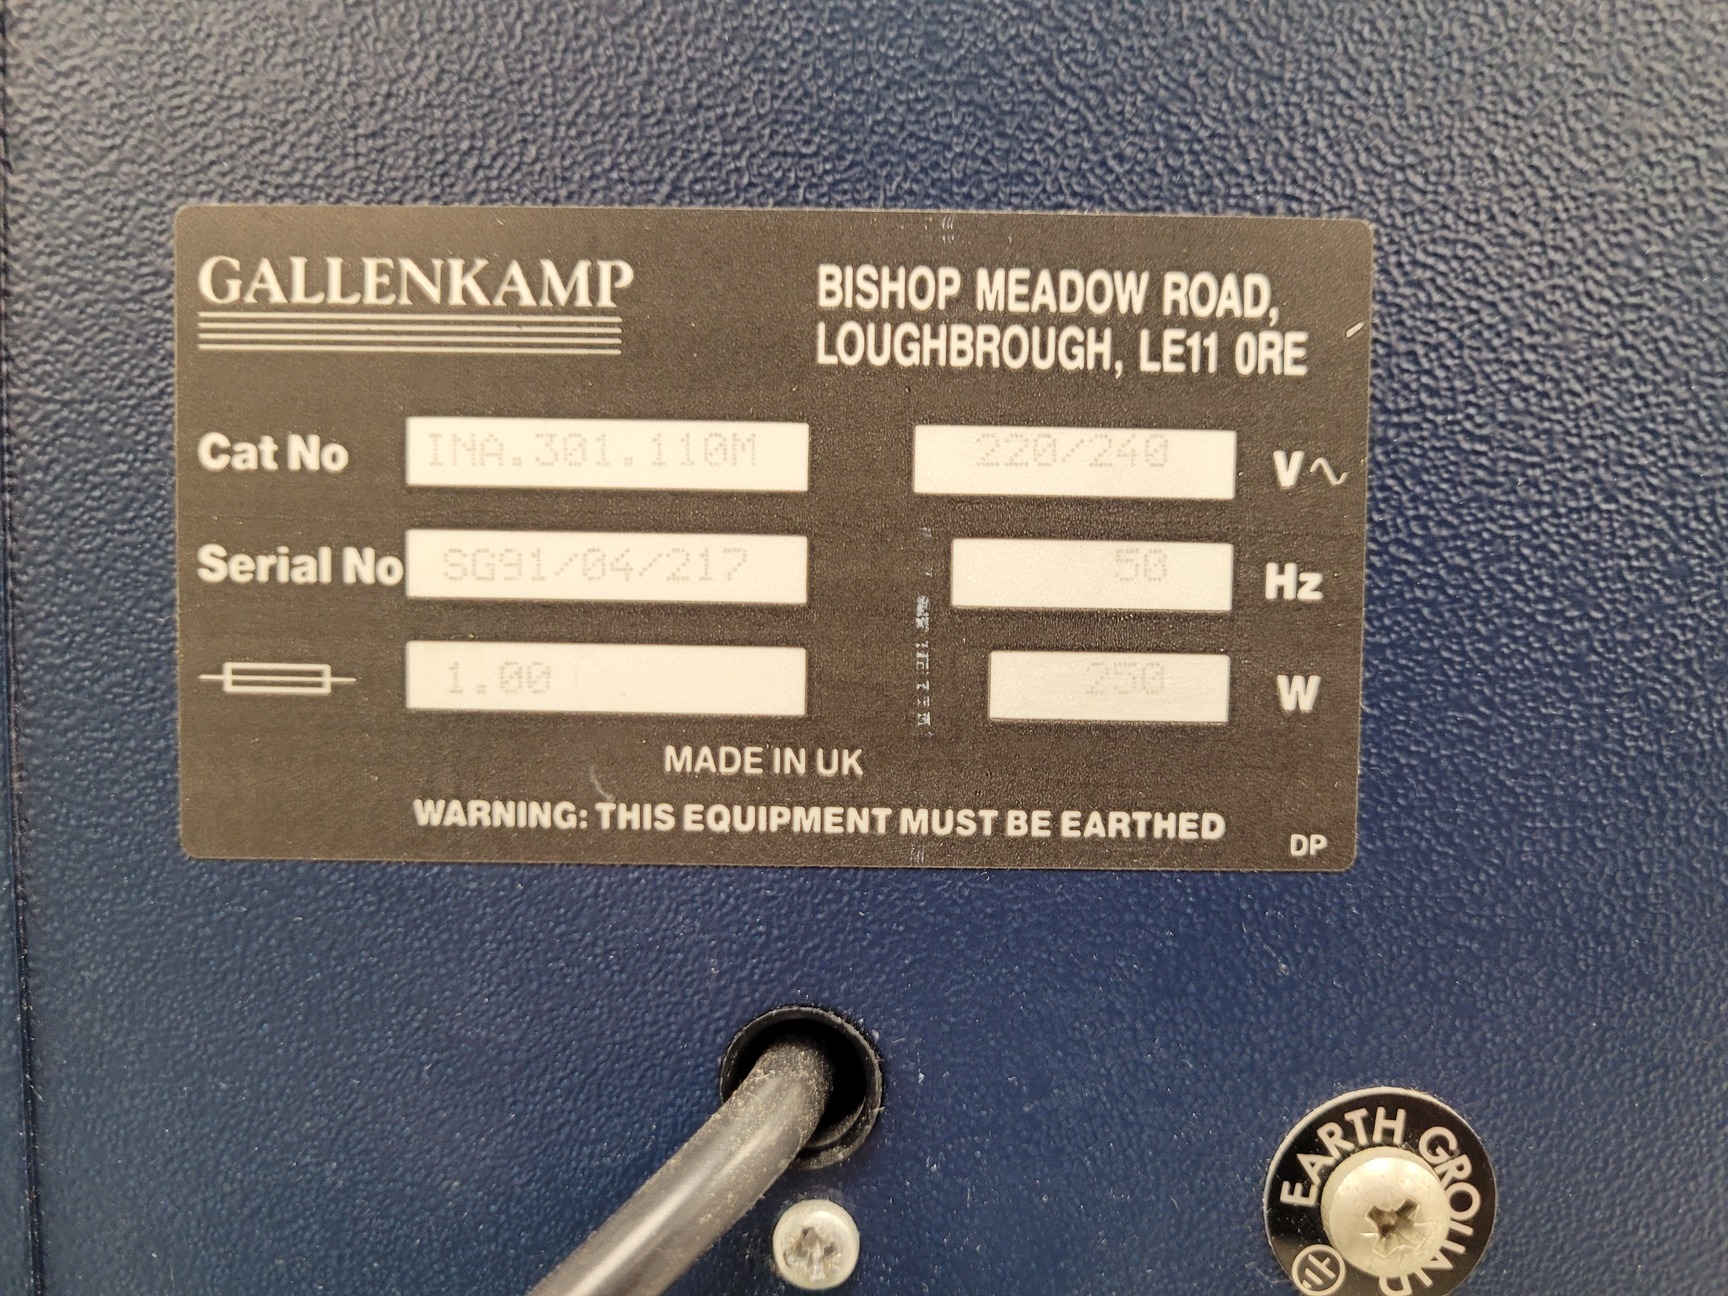 GALLENKAMP
BISHOP MEADOW ROAD,
LOUGHBROUGH, LE11 0RE
Cat No INA.301.110M 220/240 V∿
Serial No SG91/04/217 50 Hz
1.00 250 W
MADE IN UK
WARNING: THIS EQUIPMENT MUST BE EARTHED
DP
EARTH GROUND